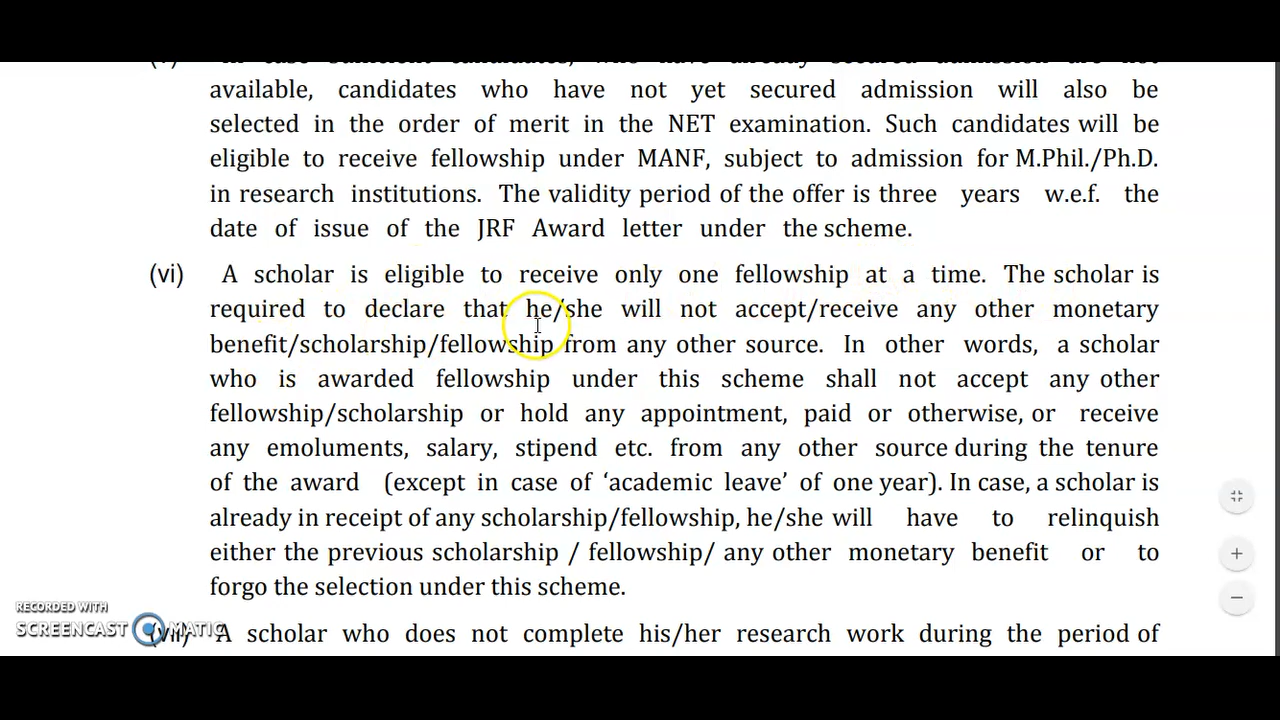 available, candidates who have not yet secured admission will also be
selected in the order of merit in the NET examination. Such candidates will be
eligible to receive fellowship under MANF, subject to admission for M.Phil./Ph.D.
in research institutions. The validity period of the offer is three years w.e.f. the
date of issue of the JRF Award letter under the scheme.
(vi) A scholar is eligible to receive only one fellowship at a time. The scholar is
required to declare that he/she will not accept/receive any other monetary
benefit/scholarship/fellowship from any other source. In other words, a scholar
who is awarded fellowship under this scheme shall not accept any other
fellowship/scholarship or hold any appointment, paid or otherwise, or receive
any emoluments, salary, stipend etc. from any other source during the tenure
of the award (except in case of ‘academic leave’ of one year). In case, a scholar is
already in receipt of any scholarship/fellowship, he/she will have to relinquish
either the previous scholarship / fellowship/ any other monetary benefit or to
forgo the selection under this scheme.
RECORDED WITH
SCREENCAST MATIC
(vii) A scholar who does not complete his/her research work during the period of